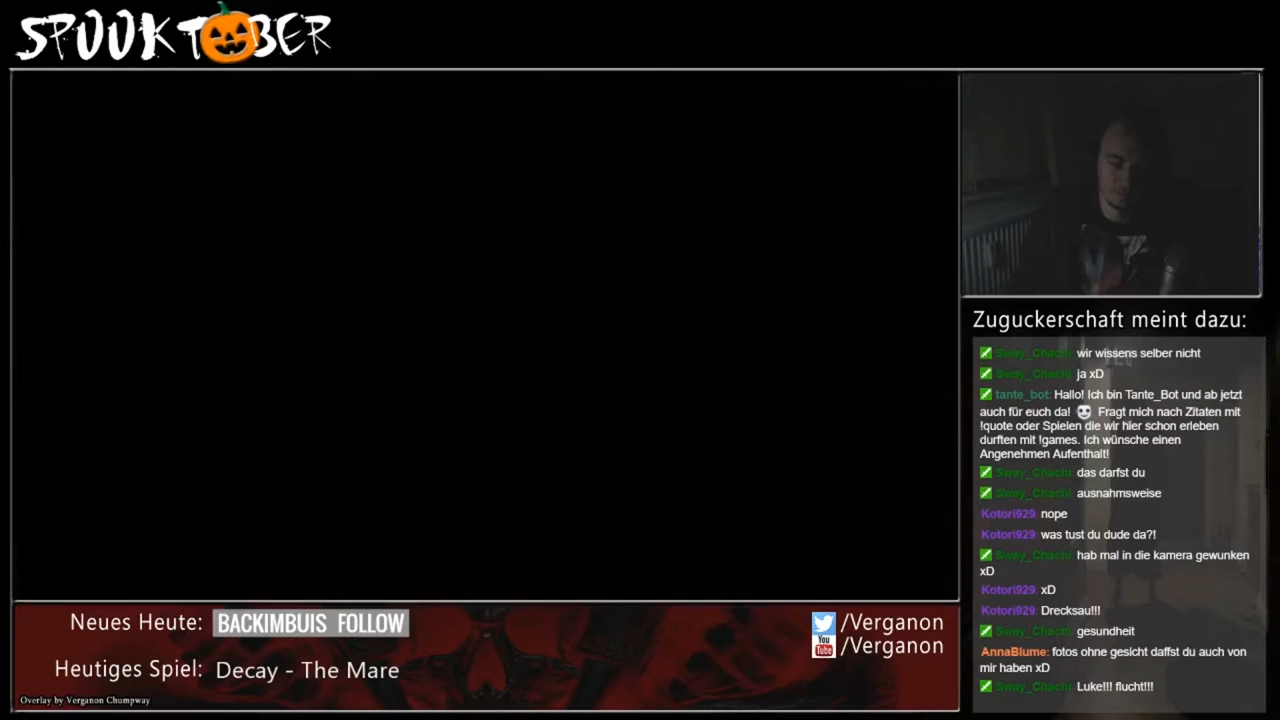 SPOOKTOBER
Zuguckerschaft meint dazu:
Sway_Chachi: wir wissens selber nicht
Sway_Chachi: ja xD
tante_bot: Hallo! Ich bin Tante_Bot und ab jetzt
auch für euch da! Fragt mich nach Zitaten mit
!quote oder Spielen die wir hier schon erleben
durften mit !games. Ich wünsche einen
Angenehmen Aufenthalt!
Sway_Chachi: das darfst du
Sway_Chachi: ausnahmsweise
Kotori929: nope
Kotori929: was tust du dude da?!
Sway_Chachi: hab mal in die kamera gewunken
xD
Kotori929: xD
Kotori929: Drecksau!!!
Sway_Chachi: gesundheit
AnnaBlume: fotos ohne gesicht daffst du auch von
mir haben xD
Sway_Chachi: Luke!!! flucht!!!
Neues Heute: BACKIMBUIS FOLLOW
Heutiges Spiel: Decay - The Mare
/Verganon
You Tube /Verganon
Overlay by Verganon Chumpway